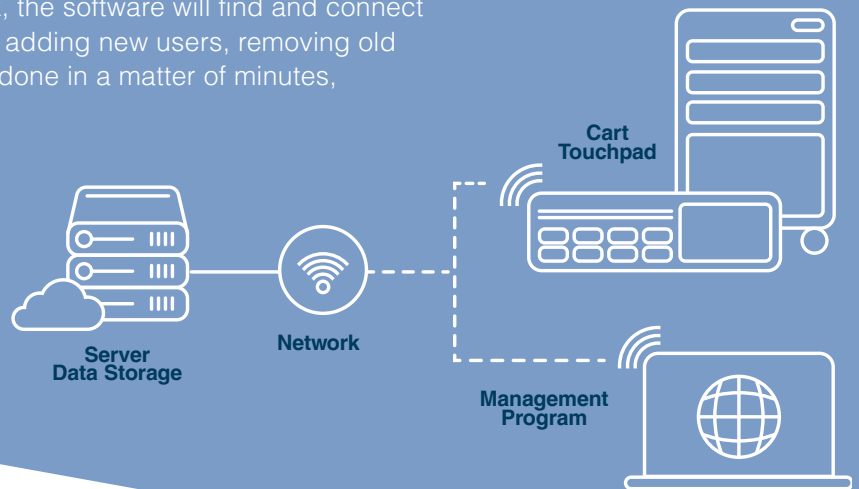 , the software will find and connect
adding new users, removing old
done in a matter of minutes,
Cart
Touchpad
Network
Server
Data Storage
Management
Program